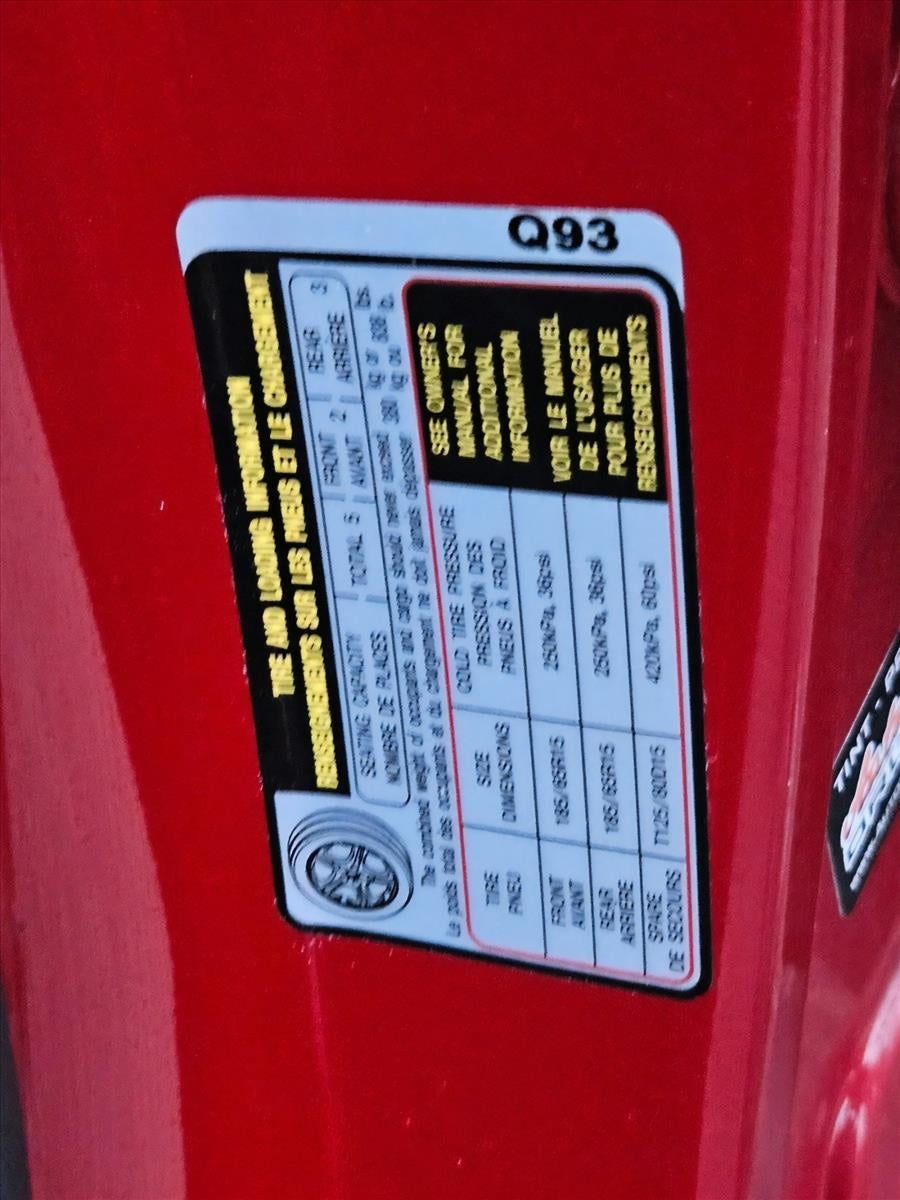 Q93
TIRE AND LOADING INFORMATION
RENSEIGNEMENTS SUR LES PNEUS ET LE CHARGEMENT
SEATING CAPACITY
NOMBRE DE PLACES
TOTAL 5
FRONT
AVANT 2
REAR
ARRIÈRE 3
The combined weight of occupants and cargo should never exceed 380 kg or 838 lbs.
Le poids total des occupants et du chargement ne doit jamais dépasser 380 kg ou 838 lb.
TIRE
PNEU
SIZE
DIMENSIONS
COLD TIRE PRESSURE
PRESSION DES
PNEUS À FROID
FRONT
AVANT
185/65R15
250kPa, 36psi
REAR
ARRIÈRE
185/65R15
250kPa, 36psi
SPARE
DE SECOURS
T125/80D15
420kPa, 60psi
SEE OWNER'S
MANUAL FOR
ADDITIONAL
INFORMATION
VOIR LE MANUEL
DE L'USAGER
POUR PLUS DE
RENSEIGNEMENTS
TINT